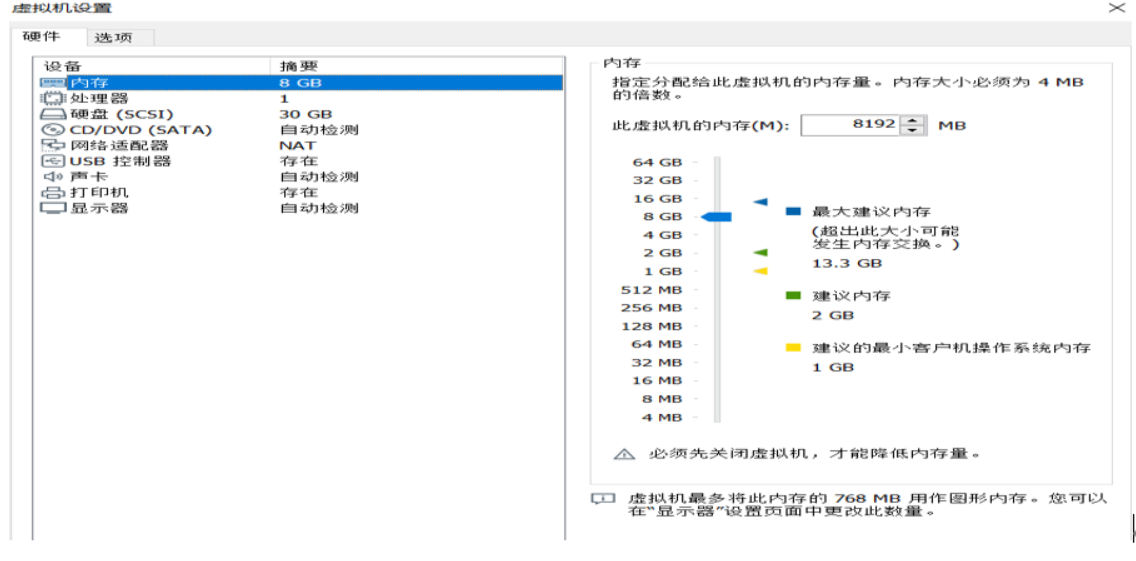 虚拟机设置
硬件 选项
设备 摘要
内存 8 GB
处理器 1
硬盘 (SCSI) 30 GB
CD/DVD (SATA) 自动检测
网络适配器 NAT
USB 控制器 存在
声卡 自动检测
打印机 存在
显示器 自动检测
内存
指定分配给此虚拟机的内存量。内存大小必须为 4 MB
的倍数。
此虚拟机的内存(M): 8192 MB
64 GB
32 GB
16 GB
8 GB
4 GB
2 GB
1 GB
512 MB
256 MB
128 MB
64 MB
32 MB
16 MB
8 MB
4 MB
最大建议内存
(超出此大小可能
发生内存交换。)
13.3 GB
建议内存
2 GB
建议的最小客户机操作系统内存
1 GB
必须先关闭虚拟机，才能降低内存量。
虚拟机最多将此内存的 768 MB 用作图形内存。您可以
在“显示器”设置页面中更改此数量。